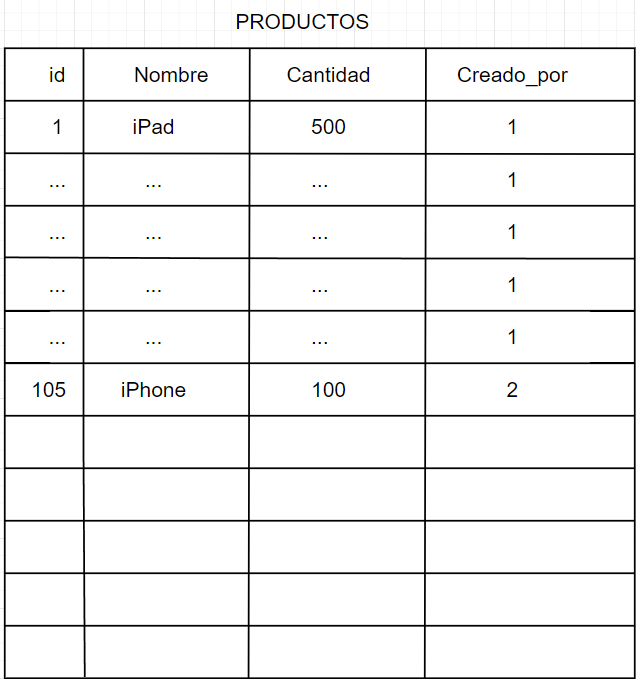 PRODUCTOS
id Nombre Cantidad Creado_por
1 iPad 500 1
... ... ... 1
... ... ... 1
... ... ... 1
... ... ... 1
105 iPhone 100 2